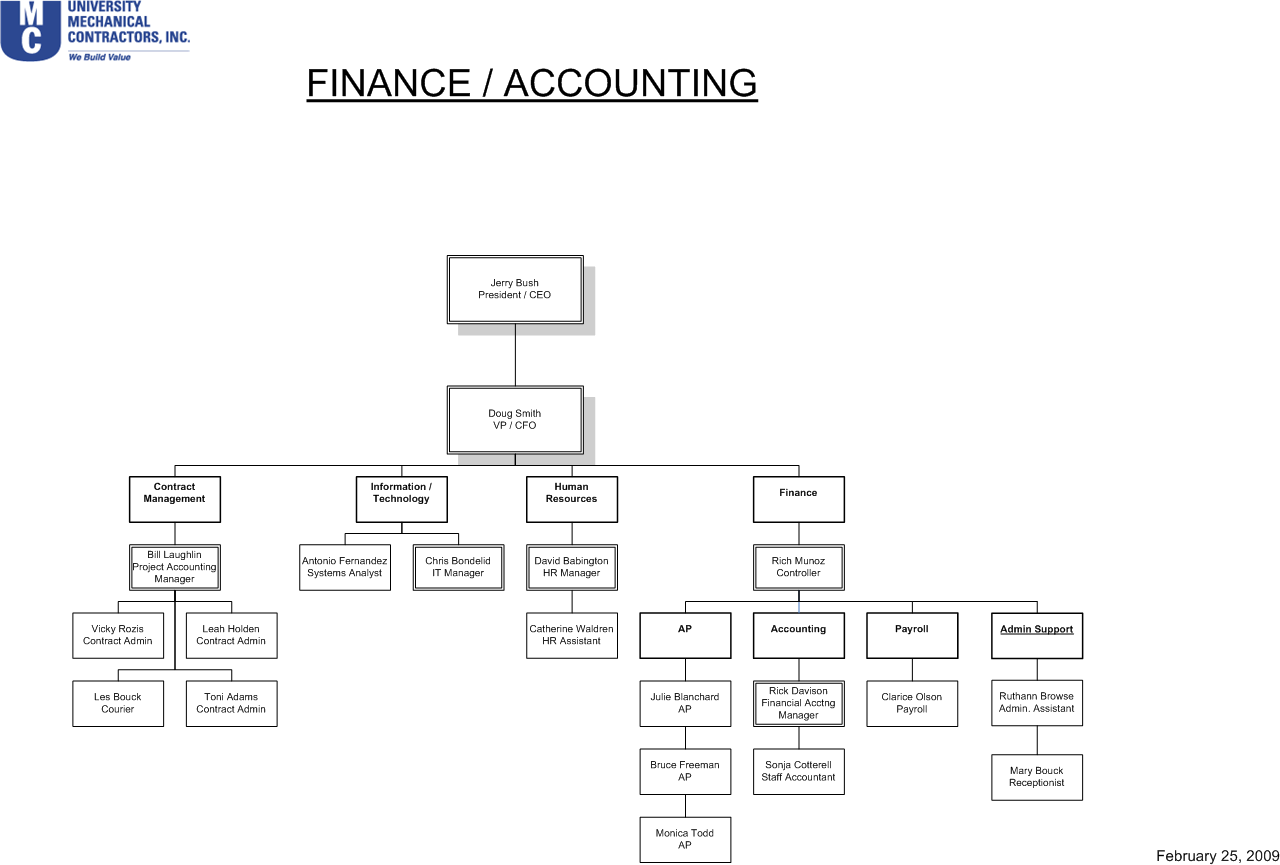 UNIVERSITY
MECHANICAL
CONTRACTORS, INC.
We Build Value
M
C
FINANCE / ACCOUNTING
Jerry Bush
President / CEO
Doug Smith
VP / CFO
Contract
Management
Information /
Technology
Human
Resources
Finance
Bill Laughlin
Project Accounting
Manager
Antonio Fernandez
Systems Analyst
Chris Bondelid
IT Manager
David Babington
HR Manager
Rich Munoz
Controller
Vicky Rozis
Contract Admin
Leah Holden
Contract Admin
Catherine Waldren
HR Assistant
AP
Accounting
Payroll
Admin Support
Les Bouck
Courier
Toni Adams
Contract Admin
Julie Blanchard
AP
Rick Davison
Financial Acctng
Manager
Clarice Olson
Payroll
Ruthann Browse
Admin. Assistant
Bruce Freeman
AP
Sonja Cotterell
Staff Accountant
Mary Bouck
Receptionist
Monica Todd
AP
February 25, 2009